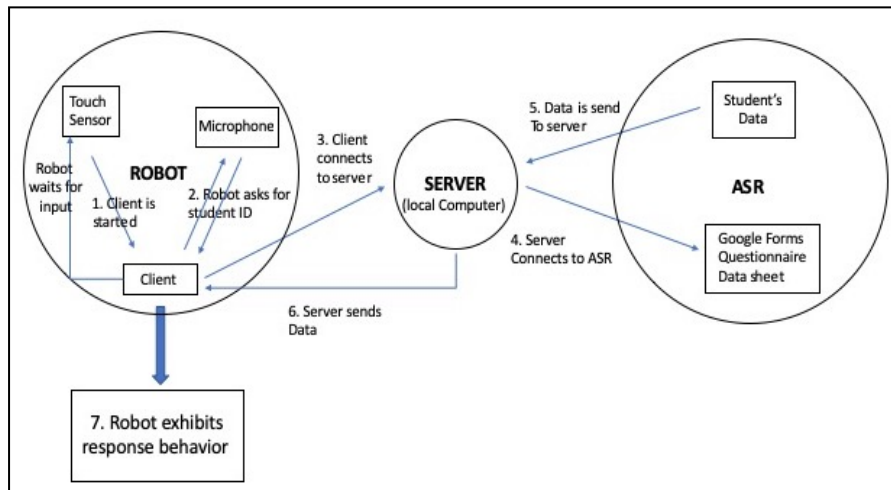 Touch
Sensor
Microphone
ROBOT
Robot
waits for
input
1. Client is
started
2. Robot asks for
student ID
Client
3. Client
connects
to server
SERVER
(local Computer)
5. Data is send
To server
Student's
Data
ASR
4. Server
Connects to ASR
Google Forms
Questionnaire
Data sheet
6. Server sends
Data
7. Robot exhibits
response behavior